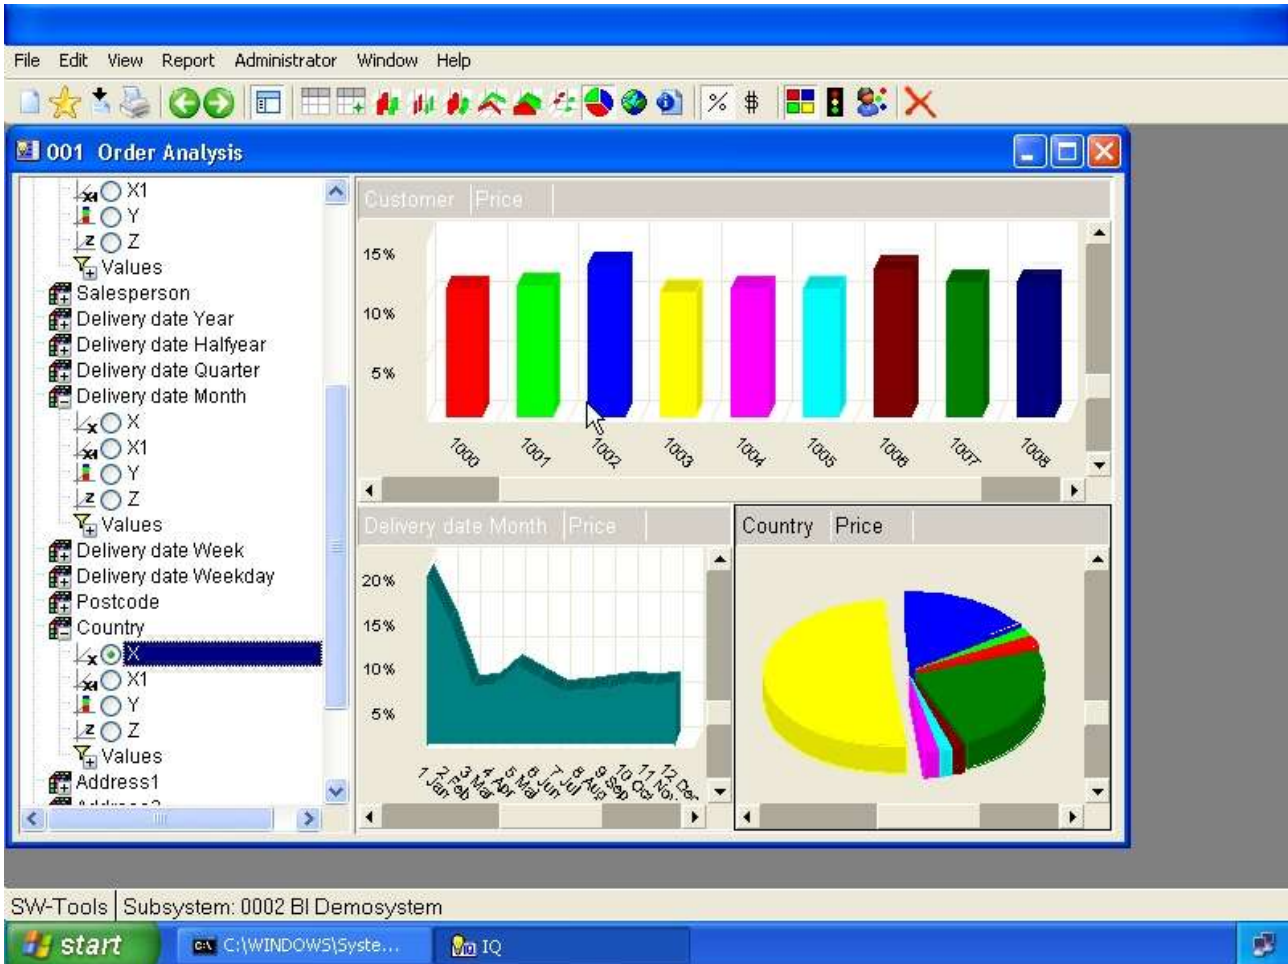 File Edit View Report Administrator Window Help
% $
001 Order Analysis
X1
Y
Z
Values
Salesperson
Delivery date Year
Delivery date Halfyear
Delivery date Quarter
Delivery date Month
X
X1
Y
Z
Values
Delivery date Week
Delivery date Weekday
Postcode
Country
X
X1
Y
Z
Values
Address1
Customer Price
15%
10%
5%
1000 1001 1002 1003 1004 1005 1006 1007 1008
Delivery date Month Price
20%
15%
10%
5%
1 Jan 2 Feb 3 Mar 4 Apr 5 Maj 6 Jun 7 Jul 8 Aug 9 Sep 10 Oct 11 Nov 12 Dec
Country Price
SW-Tools Subsystem: 0002 BI Demosystem
start C:\WINDOWS\Syste... IQ